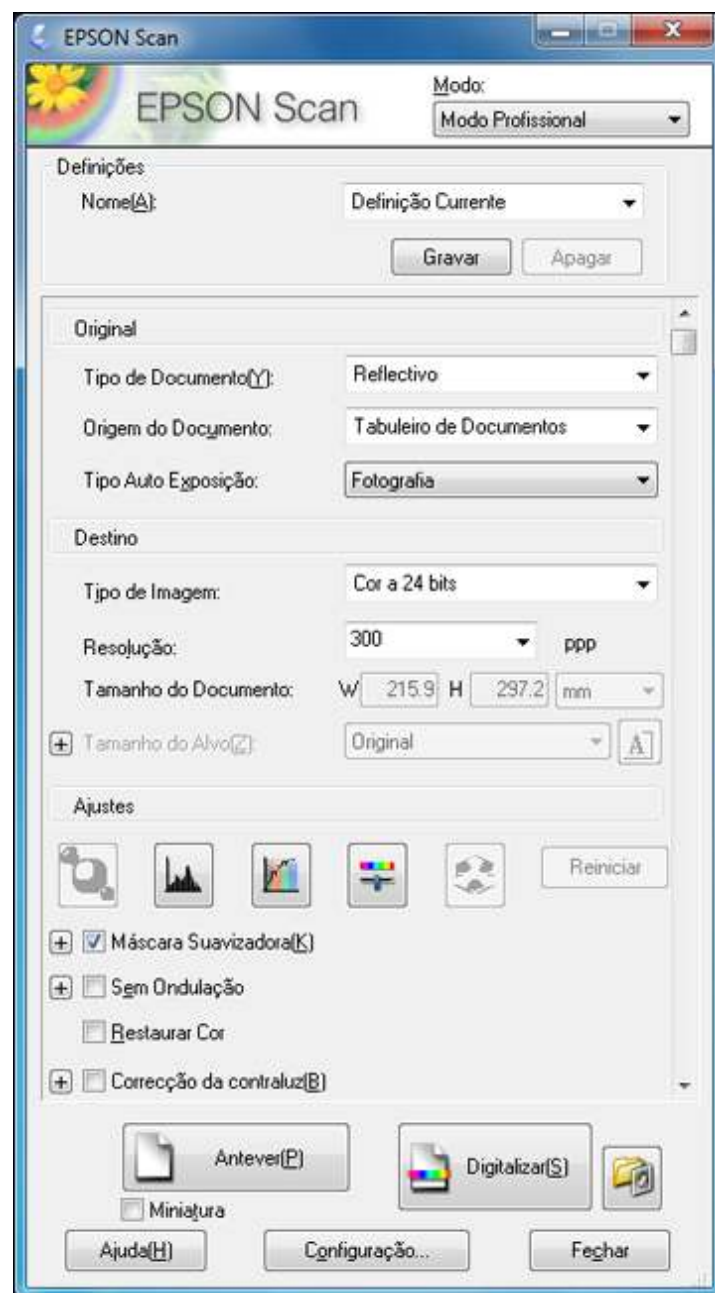 EPSON Scan
EPSON Scan
Modo:
Modo Profissional
Definições
Nome(A): Definição Currente
Gravar Apagar
Original
Tipo de Documento(Y): Reflectivo
Origem do Documento: Tabuleiro de Documentos
Tipo Auto Exposição: Fotografia
Destino
Tipo de Imagem: Cor a 24 bits
Resolução: 300 ppp
Tamanho do Documento: W 215.9 H 297.2 mm
Tamanho do Alvo(Z): Original A
Ajustes
Reiniciar
Máscara Suavizadora(K)
Sem Ondulação
Restaurar Cor
Correcção da contraluz(B)
Antever(P) Digitalizar(S)
Miniatura
Ajuda(H) Configuração... Fechar